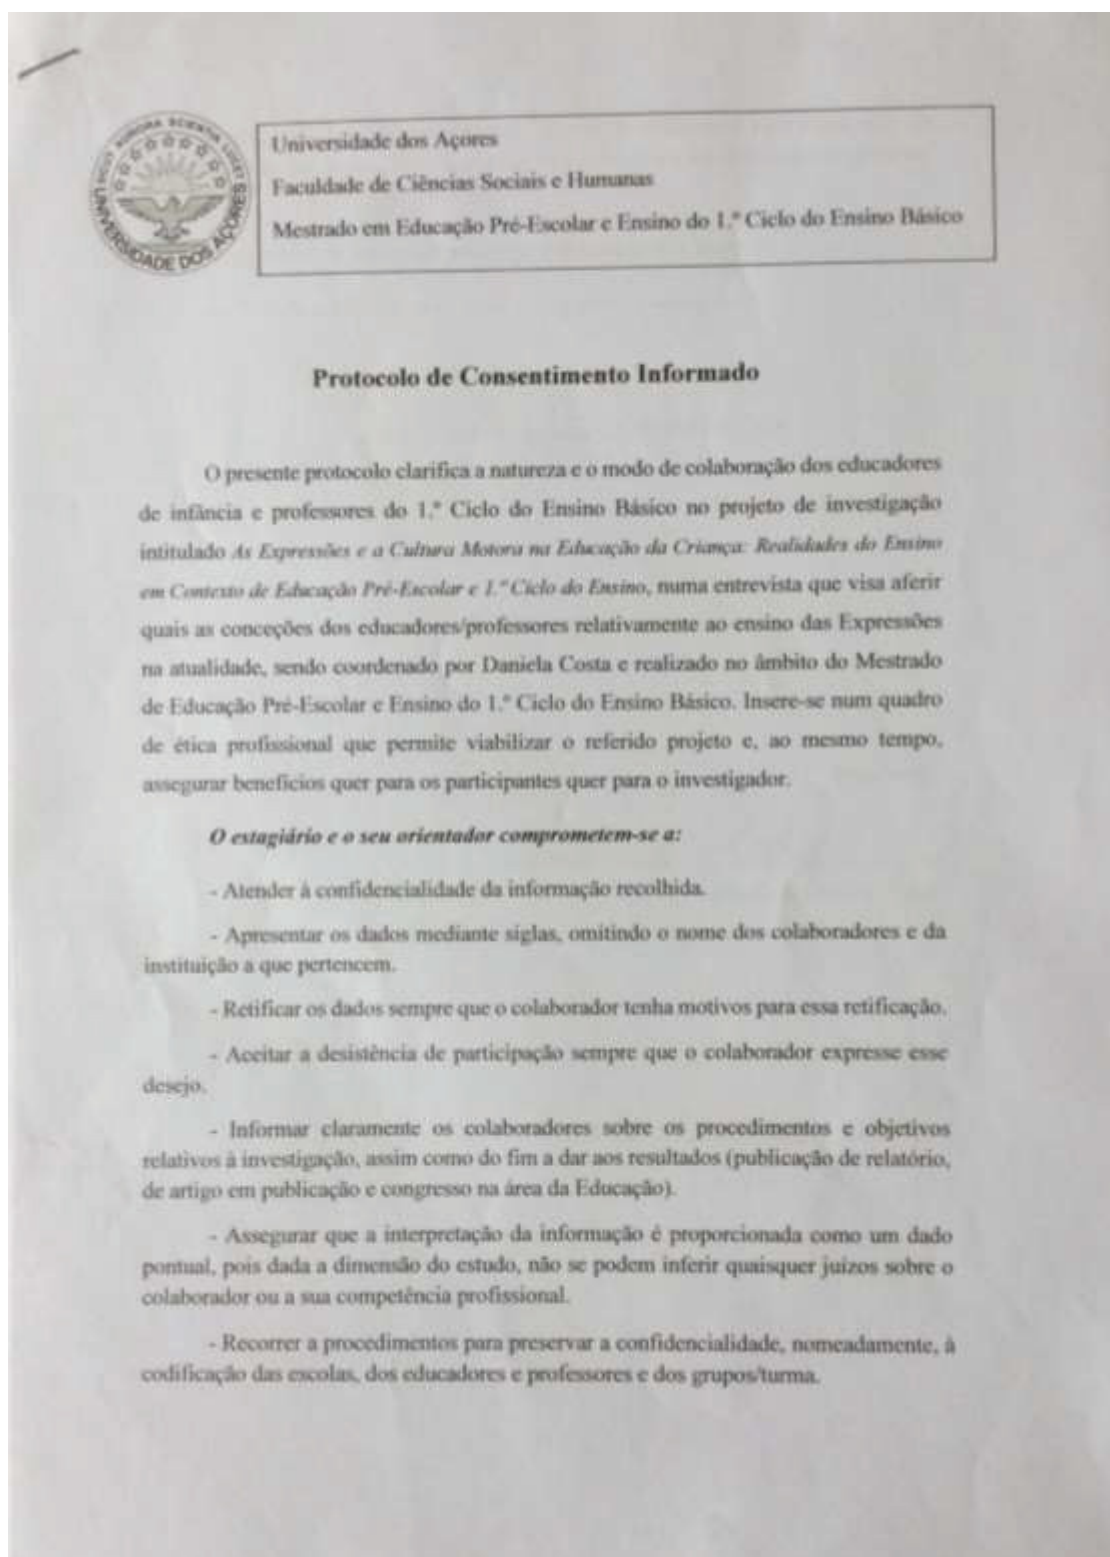 UNIVERSIDADE DOS AÇORES
Universidade dos Açores
Faculdade de Ciências Sociais e Humanas
Mestrado em Educação Pré-Escolar e Ensino do 1.º Ciclo do Ensino Básico
Protocolo de Consentimento Informado
O presente protocolo clarifica a natureza e o modo de colaboração dos educadores
de infância e professores do 1.º Ciclo do Ensino Básico no projeto de investigação
intitulado As Expressões e a Cultura Motora na Educação da Criança: Realidades do Ensino
em Contexto de Educação Pré-Escolar e 1.º Ciclo do Ensino, numa entrevista que visa aferir
quais as conceções dos educadores/professores relativamente ao ensino das Expressões
na atualidade, sendo coordenado por Daniela Costa e realizado no âmbito do Mestrado
de Educação Pré-Escolar e Ensino do 1.º Ciclo do Ensino Básico. Insere-se num quadro
de ética profissional que permite viabilizar o referido projeto e, ao mesmo tempo,
assegurar benefícios quer para os participantes quer para o investigador.
O estagiário e o seu orientador comprometem-se a:
- Atender à confidencialidade da informação recolhida.
- Apresentar os dados mediante siglas, omitindo o nome dos colaboradores e da
instituição a que pertencem.
- Retificar os dados sempre que o colaborador tenha motivos para essa retificação.
- Aceitar a desistência de participação sempre que o colaborador expresse esse
desejo.
- Informar claramente os colaboradores sobre os procedimentos e objetivos
relativos à investigação, assim como do fim a dar aos resultados (publicação de relatório,
de artigo em publicação e congresso na área da Educação).
- Assegurar que a interpretação da informação é proporcionada como um dado
pontual, pois dada a dimensão do estudo, não se podem inferir quaisquer juízos sobre o
colaborador ou a sua competência profissional.
- Recorrer a procedimentos para preservar a confidencialidade, nomeadamente, à
codificação das escolas, dos educadores e professores e dos grupos/turma.